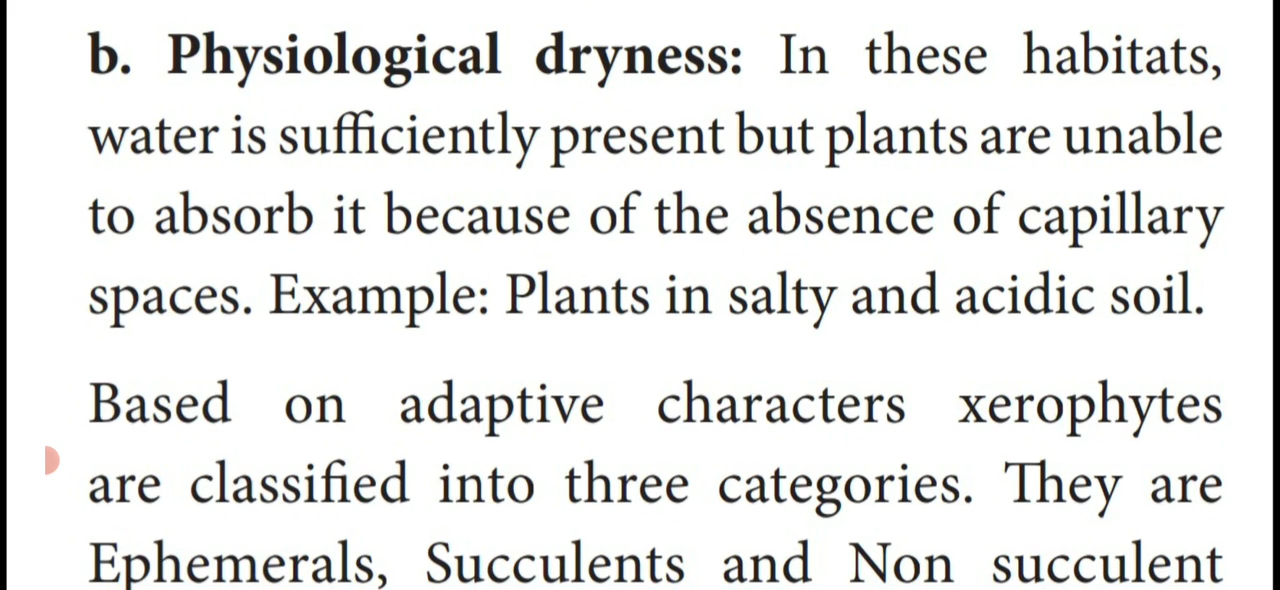 b. Physiological dryness: In these habitats,
water is sufficiently present but plants are unable
to absorb it because of the absence of capillary
spaces. Example: Plants in salty and acidic soil.
Based on adaptive characters xerophytes
are classified into three categories. They are
Ephemerals, Succulents and Non succulent